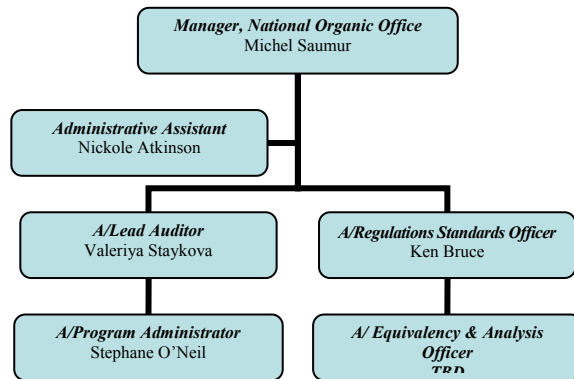 Manager, National Organic Office
Michel Saumur
Administrative Assistant
Nickole Atkinson
A/Lead Auditor
Valeriya Staykova
A/Regulations Standards Officer
Ken Bruce
A/Program Administrator
Stephane O’Neil
A/ Equivalency & Analysis
Officer
TBD